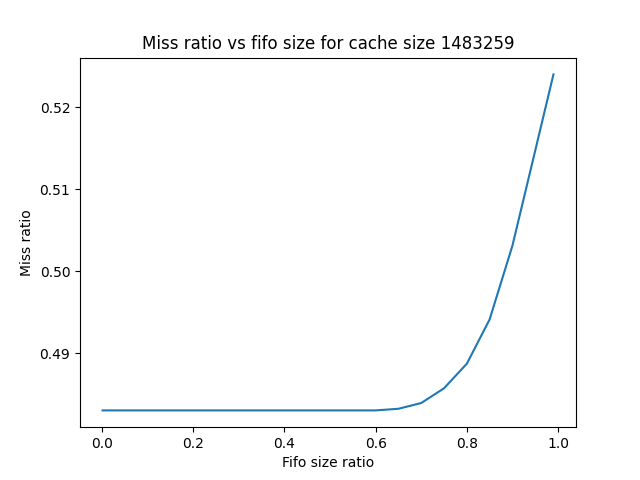 Miss ratio vs fifo size for cache size 1483259
0.52
0.51
0.50
0.49
Miss ratio
0.0 0.2 0.4 0.6 0.8 1.0
Fifo size ratio